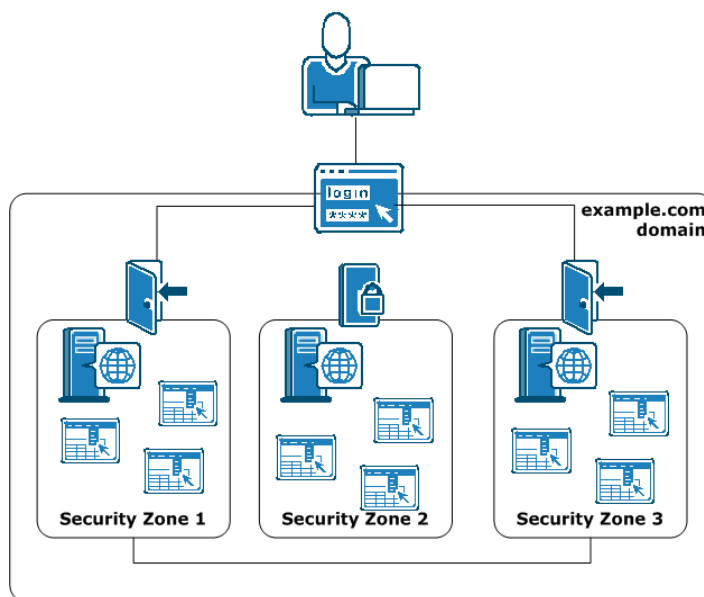 login
****
example.com
domain
Security Zone 1
Security Zone 2
Security Zone 3